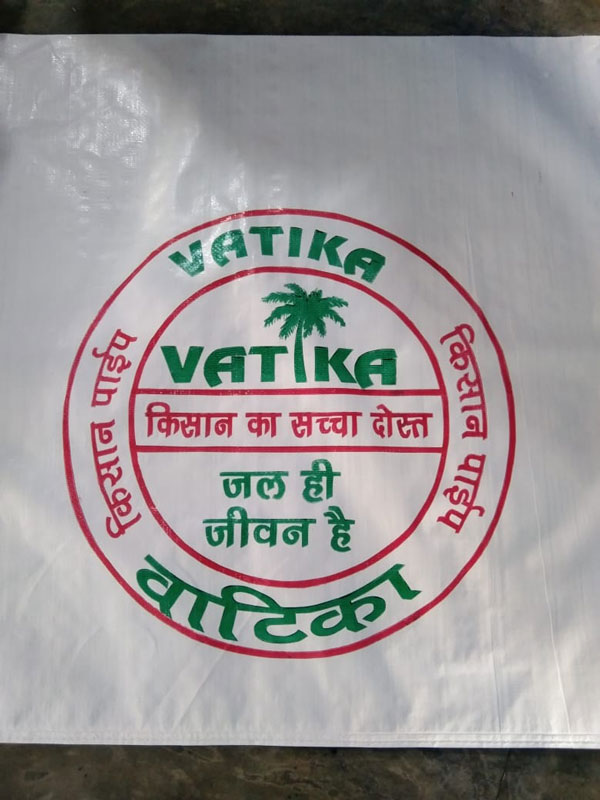 VATIKA
किसान पाईप
VATIKA
किसान का सच्चा दोस्त
जल ही
जीवन है
किसान पाईप
वाटिका